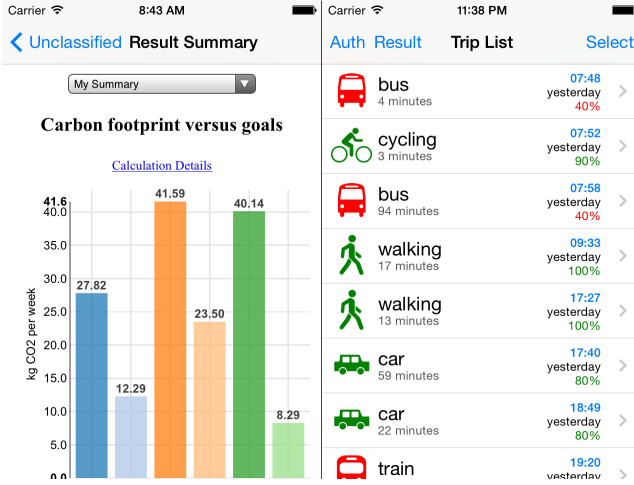 Carrier 8:43 AM
Unclassified Result Summary
My Summary
Carbon footprint versus goals
Calculation Details
kg CO2 per week
41.6
40.0
35.0
30.0
25.0
20.0
15.0
10.0
5.0
0.0
27.82
12.29
41.59
23.50
40.14
8.29
Carrier 11:38 PM
Auth Result Trip List Select
bus
4 minutes
07:48
yesterday
40%
cycling
3 minutes
07:52
yesterday
90%
bus
94 minutes
07:58
yesterday
40%
walking
17 minutes
09:33
yesterday
100%
walking
13 minutes
17:27
yesterday
100%
car
59 minutes
17:40
yesterday
80%
car
22 minutes
18:49
yesterday
80%
train
19:20
yesterday